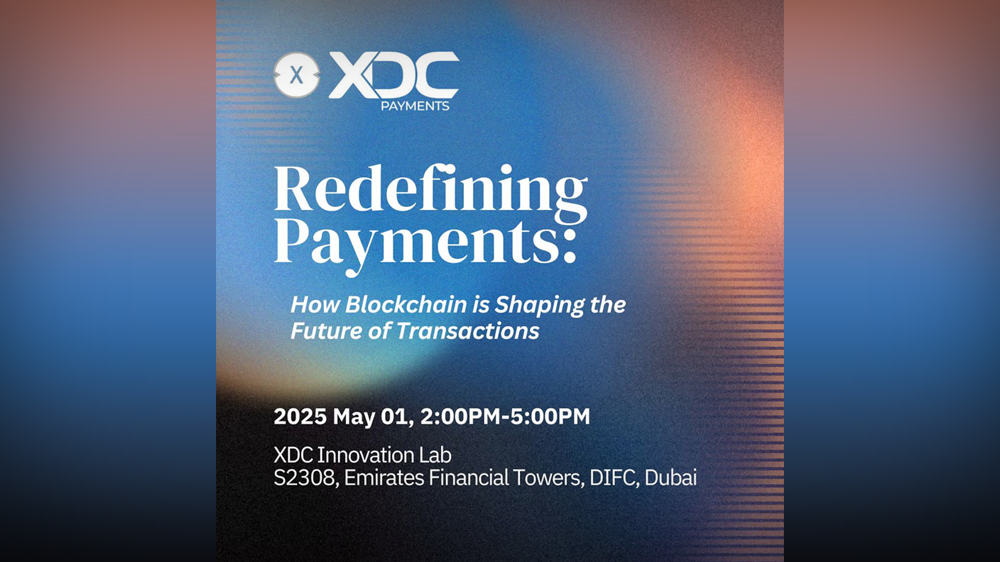 X XDC
PAYMENTS
Redefining
Payments:
How Blockchain is Shaping the
Future of Transactions
2025 May 01, 2:00PM-5:00PM
XDC Innovation Lab
S2308, Emirates Financial Towers, DIFC, Dubai